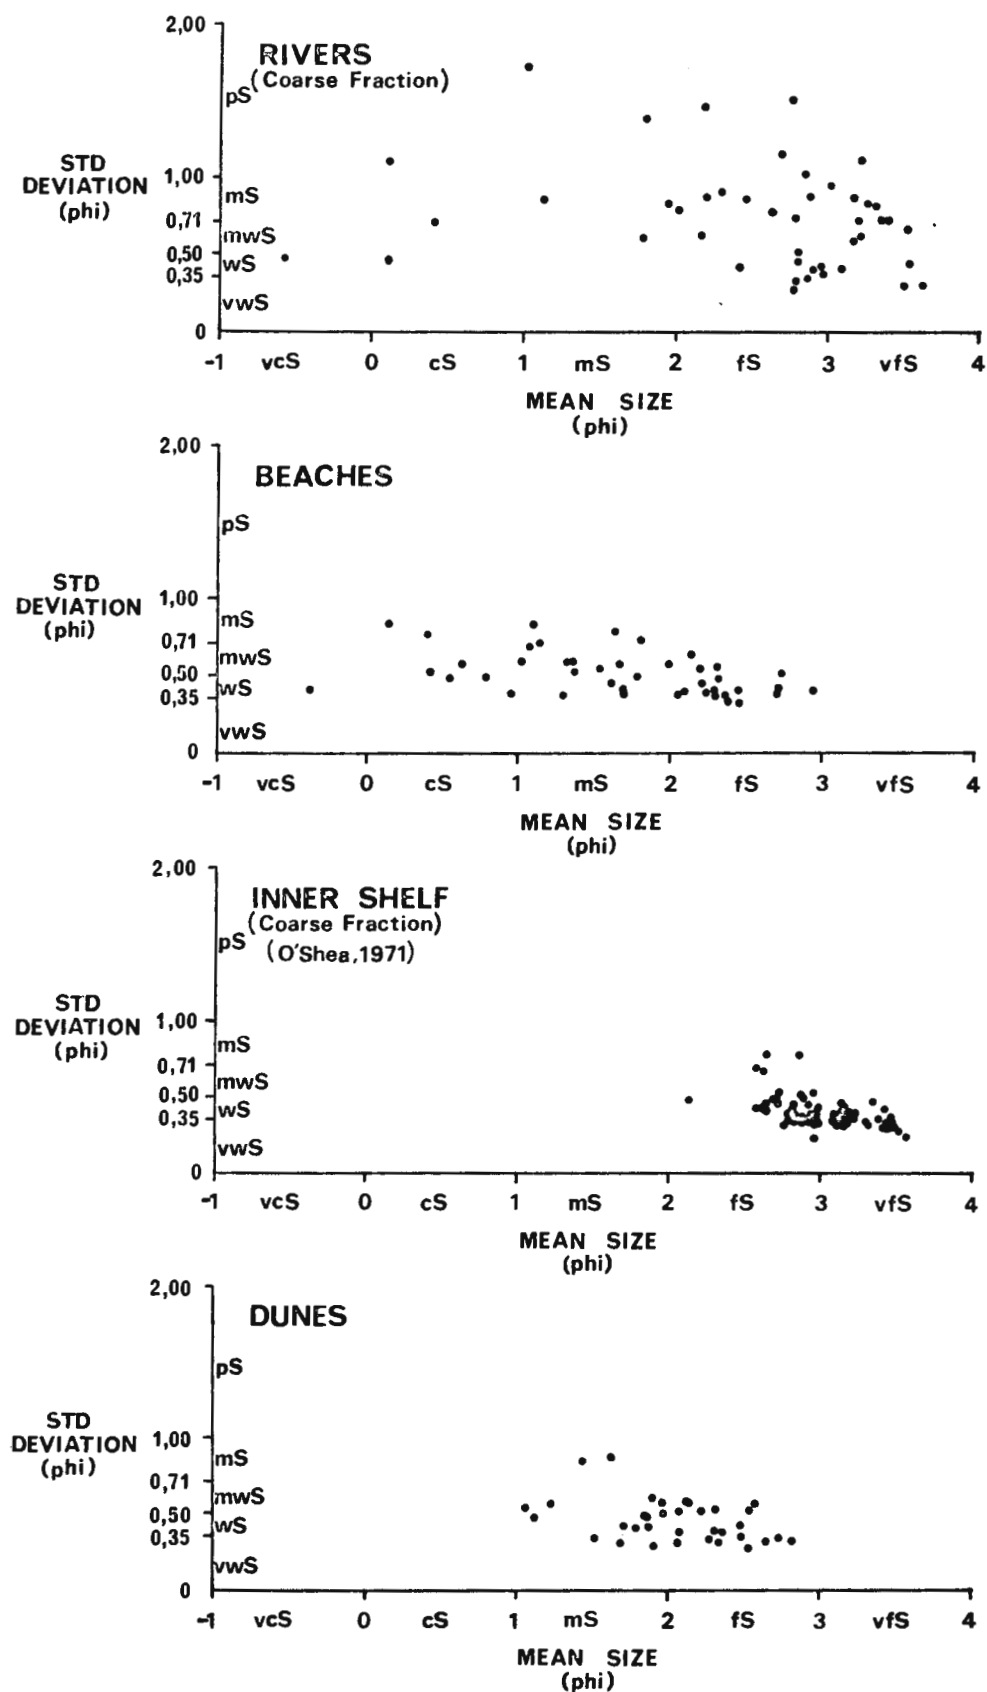 2,00
RIVERS
(Coarse Fraction)
pS
STD
DEVIATION
(phi)
1,00
mS
0,71
mwS
0,50
wS
0,35
vwS
0
-1 vcS 0 cS 1 mS 2 fS 3 vfS 4
MEAN SIZE
(phi)
2,00
BEACHES
pS
STD
DEVIATION
(phi)
1,00
mS
0,71
mwS
0,50
wS
0,35
vwS
0
-1 vcS 0 cS 1 mS 2 fS 3 vfS 4
MEAN SIZE
(phi)
2,00
INNER SHELF
(Coarse Fraction)
(O'Shea,1971)
pS
STD
DEVIATION
(phi)
1,00
mS
0,71
mwS
0,50
wS
0,35
vwS
0
-1 vcS 0 cS 1 mS 2 fS 3 vfS 4
MEAN SIZE
(phi)
2,00
DUNES
pS
STD
DEVIATION
(phi)
1,00
mS
0,71
mwS
0,50
wS
0,35
vwS
0
-1 vcS 0 cS 1 mS 2 fS 3 vfS 4
MEAN SIZE
(phi)